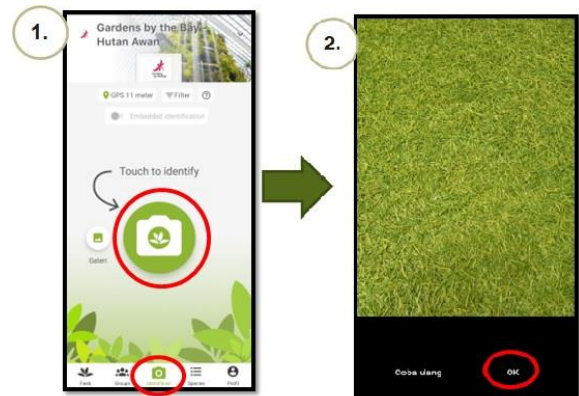 1.
Gardens by the Bay -
Hutan Awan
GPS 11 meter
Filter
Embedded identification
Touch to identify
Galeri
Feed
Groups
Species
Profil
2.
Coba ulang
OK